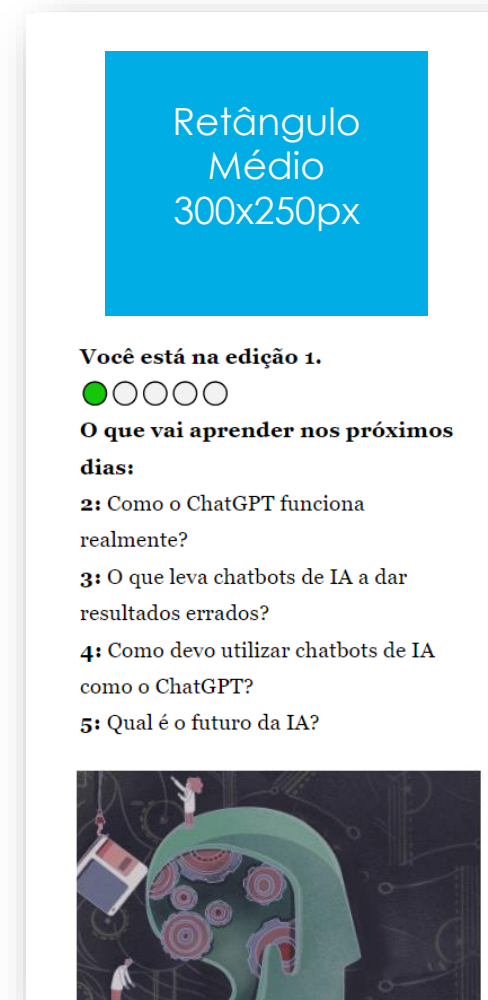 Retângulo
Médio
300x250px
Você está na edição 1.
O que vai aprender nos próximos
dias:
2: Como o ChatGPT funciona
realmente?
3: O que leva chatbots de IA a dar
resultados errados?
4: Como devo utilizar chatbots de IA
como o ChatGPT?
5: Qual é o futuro da IA?